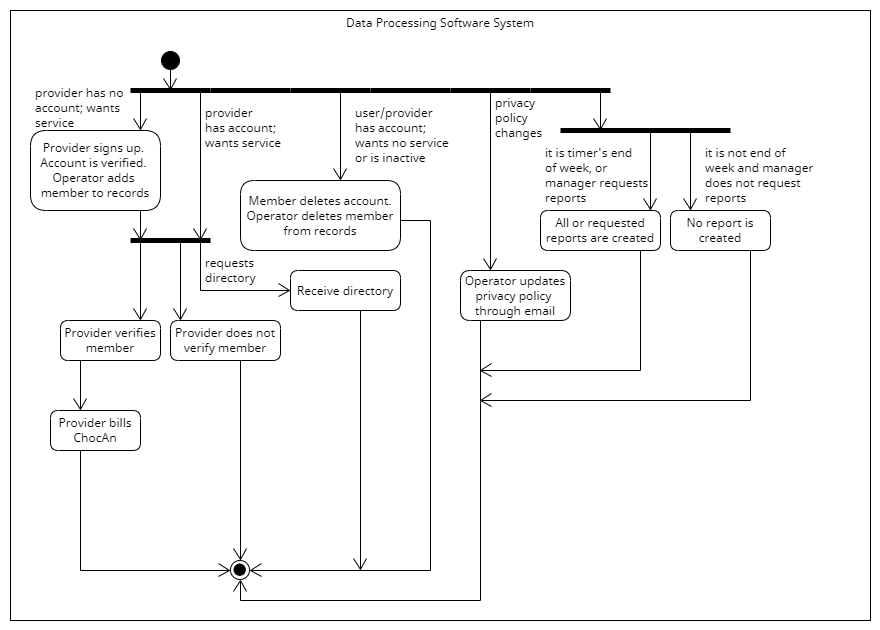 Data Processing Software System
provider has no
account; wants
service
provider
has account;
wants service
user/provider
has account;
wants no service
or is inactive
privacy
policy
changes
it is timer's end
of week, or
manager requests
reports
it is not end of
week and manager
does not request
reports
Provider signs up.
Account is verified.
Operator adds
member to records
Member deletes account.
Operator deletes member
from records
All or requested
reports are created
No report is
created
requests
directory
Receive directory
Operator updates
privacy policy
through email
Provider verifies
member
Provider does not
verify member
Provider bills
ChocAn